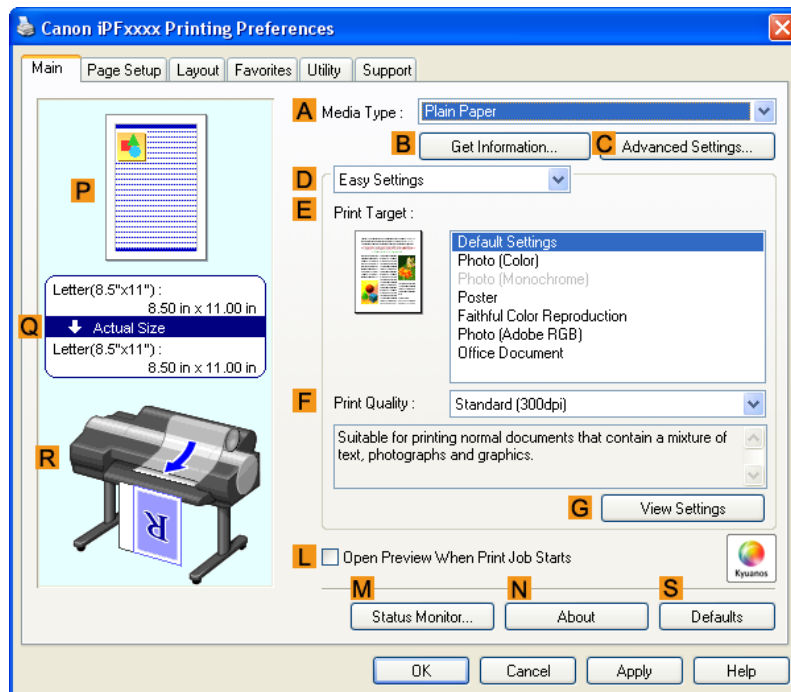 Canon iPFxxxx Printing Preferences
Main Page Setup Layout Favorites Utility Support
A Media Type : Plain Paper
B Get Information... C Advanced Settings...
D Easy Settings
E Print Target :
Default Settings
Photo (Color)
Photo (Monochrome)
Poster
Faithful Color Reproduction
Photo (Adobe RGB)
Office Document
P
Letter(8.5"x11") :
8.50 in x 11.00 in
Q Actual Size
Letter(8.5"x11") :
8.50 in x 11.00 in
F Print Quality : Standard (300dpi)
Suitable for printing normal documents that contain a mixture of
text, photographs and graphics.
R
R
G View Settings
L Open Preview When Print Job Starts
Kyuanos
M N S
Status Monitor... About Defaults
OK Cancel Apply Help